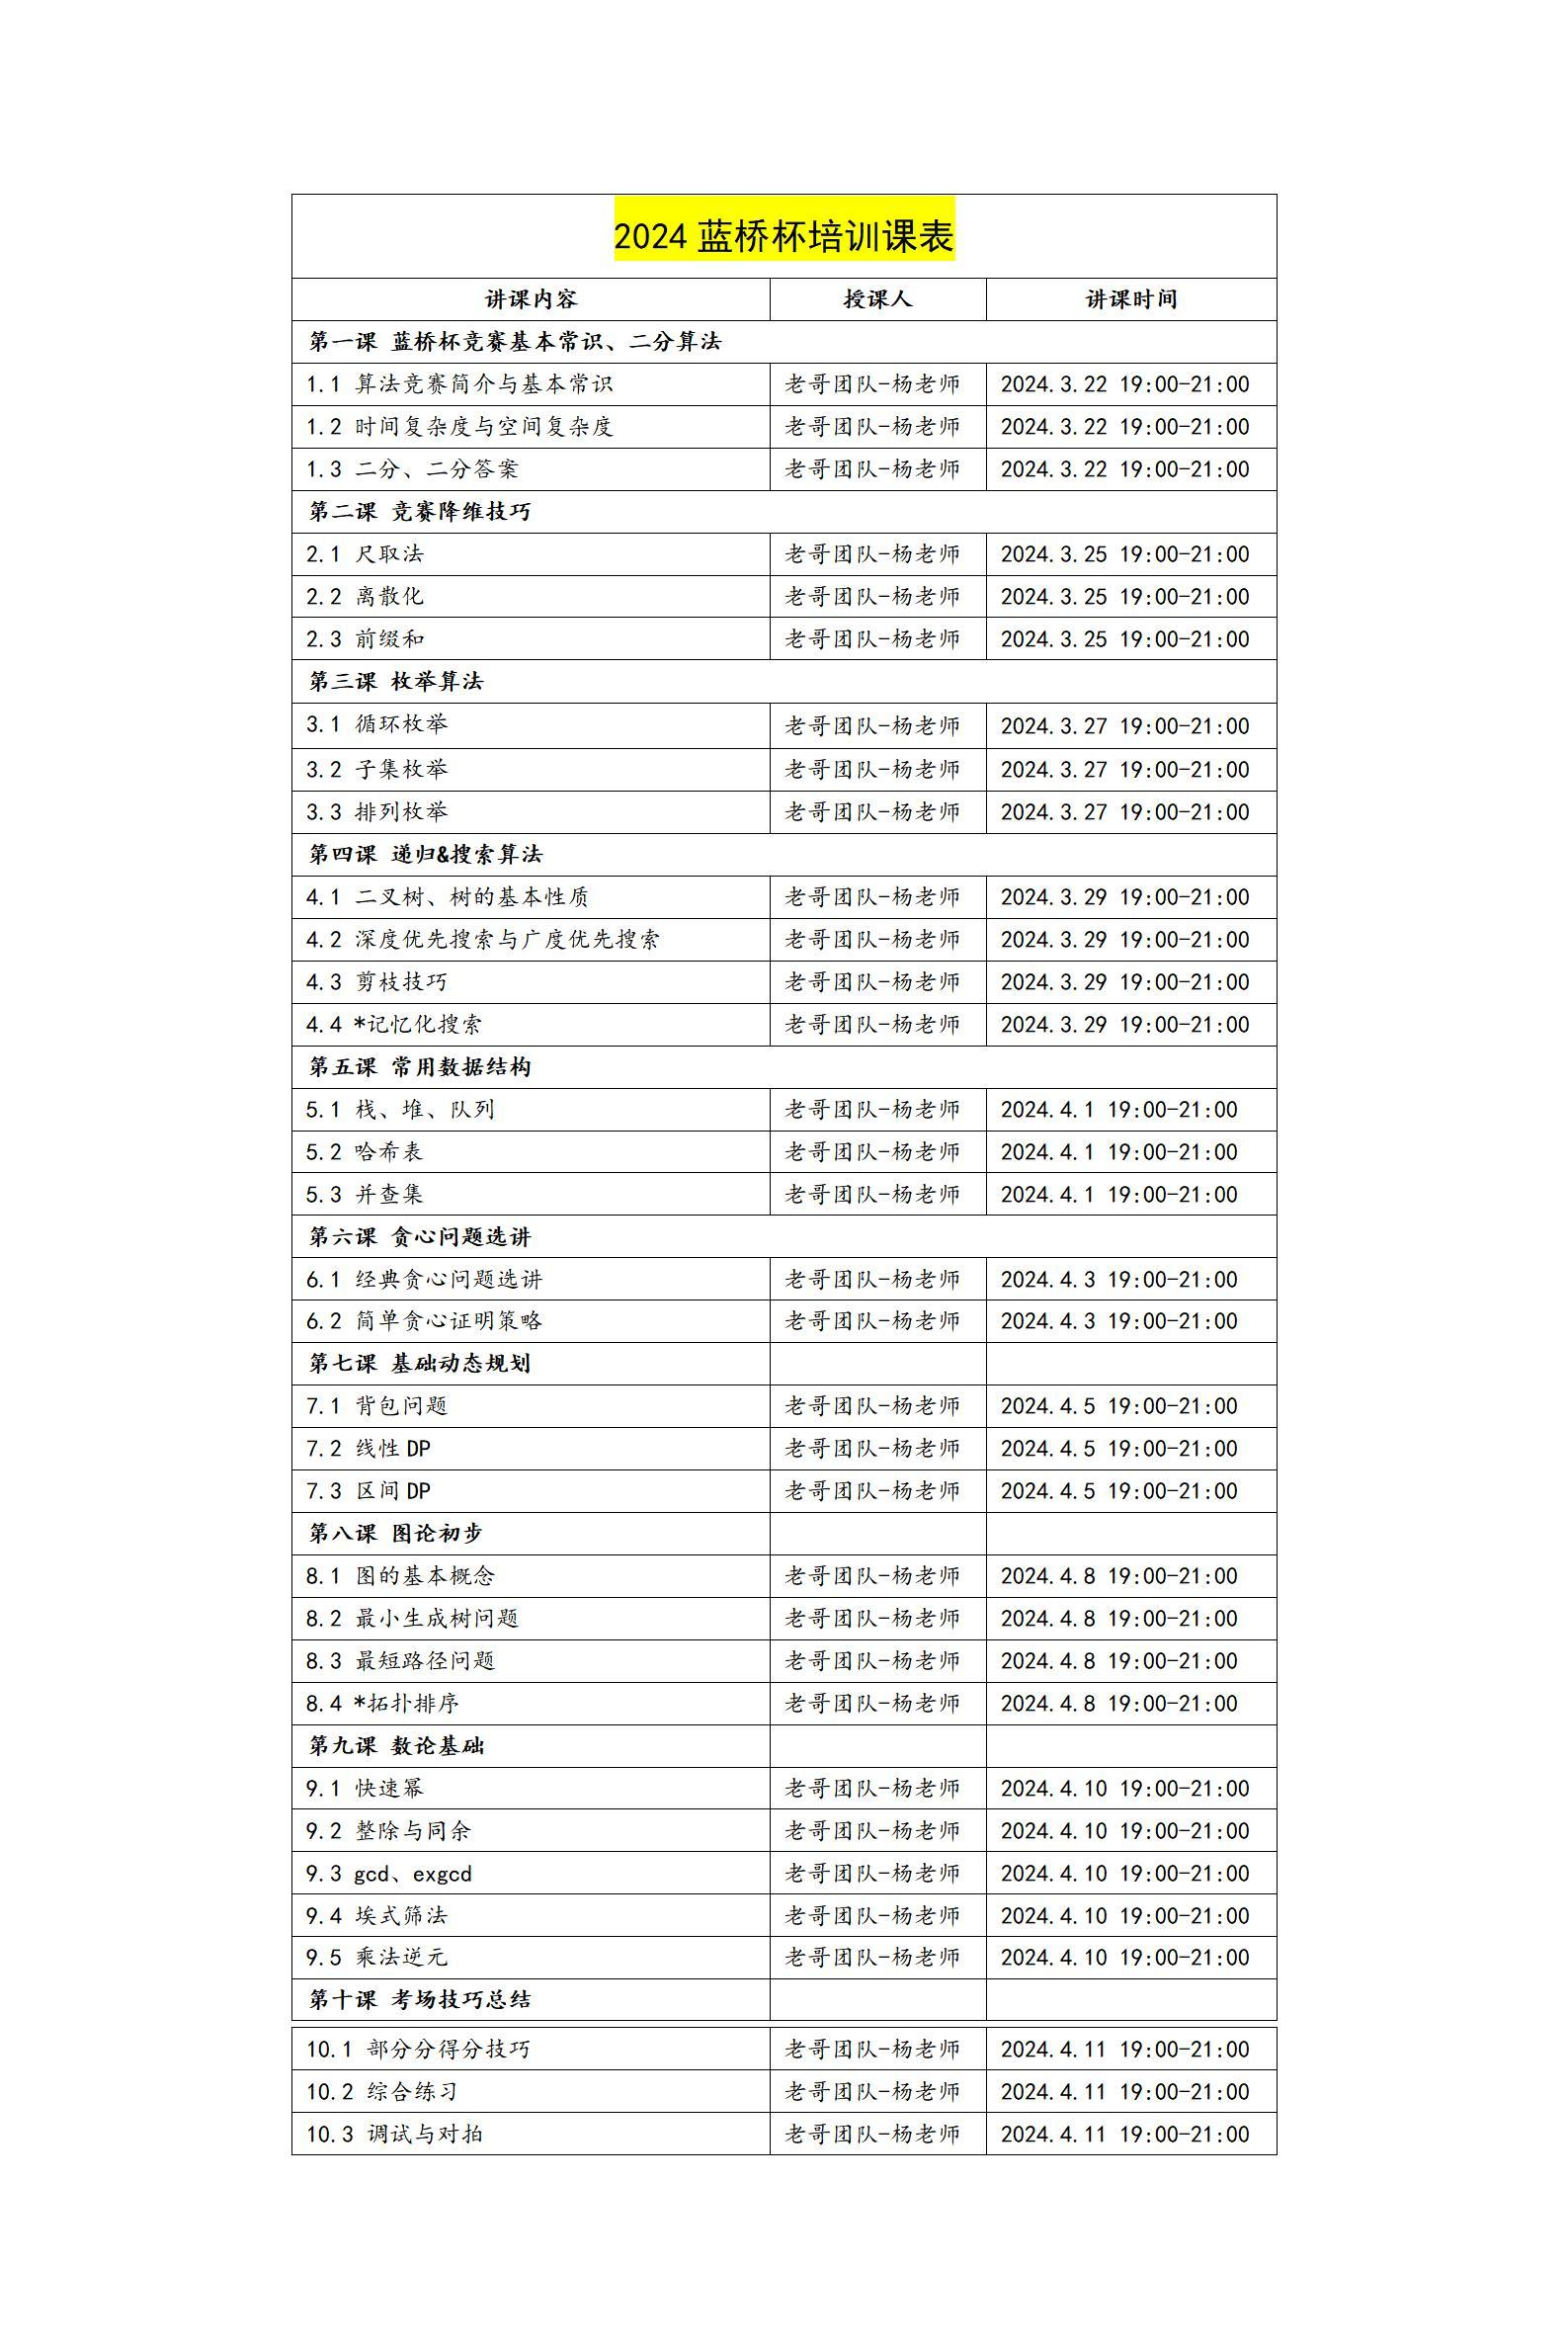 2024 蓝桥杯培训课表
讲课内容 授课人 讲课时间
第一课 蓝桥杯竞赛基本常识、二分算法
1.1 算法竞赛简介与基本常识 老哥团队-杨老师 2024.3.22 19:00-21:00
1.2 时间复杂度与空间复杂度 老哥团队-杨老师 2024.3.22 19:00-21:00
1.3 二分、二分答案 老哥团队-杨老师 2024.3.22 19:00-21:00
第二课 竞赛降维技巧
2.1 尺取法 老哥团队-杨老师 2024.3.25 19:00-21:00
2.2 离散化 老哥团队-杨老师 2024.3.25 19:00-21:00
2.3 前缀和 老哥团队-杨老师 2024.3.25 19:00-21:00
第三课 枚举算法
3.1 循环枚举 老哥团队-杨老师 2024.3.27 19:00-21:00
3.2 子集枚举 老哥团队-杨老师 2024.3.27 19:00-21:00
3.3 排列枚举 老哥团队-杨老师 2024.3.27 19:00-21:00
第四课 递归&搜索算法
4.1 二叉树、树的基本性质 老哥团队-杨老师 2024.3.29 19:00-21:00
4.2 深度优先搜索与广度优先搜索 老哥团队-杨老师 2024.3.29 19:00-21:00
4.3 剪枝技巧 老哥团队-杨老师 2024.3.29 19:00-21:00
4.4 *记忆化搜索 老哥团队-杨老师 2024.3.29 19:00-21:00
第五课 常用数据结构
5.1 栈、堆、队列 老哥团队-杨老师 2024.4.1 19:00-21:00
5.2 哈希表 老哥团队-杨老师 2024.4.1 19:00-21:00
5.3 并查集 老哥团队-杨老师 2024.4.1 19:00-21:00
第六课 贪心问题选讲
6.1 经典贪心问题选讲 老哥团队-杨老师 2024.4.3 19:00-21:00
6.2 简单贪心证明策略 老哥团队-杨老师 2024.4.3 19:00-21:00
第七课 基础动态规划
7.1 背包问题 老哥团队-杨老师 2024.4.5 19:00-21:00
7.2 线性 DP 老哥团队-杨老师 2024.4.5 19:00-21:00
7.3 区间 DP 老哥团队-杨老师 2024.4.5 19:00-21:00
第八课 图论初步
8.1 图的基本概念 老哥团队-杨老师 2024.4.8 19:00-21:00
8.2 最小生成树问题 老哥团队-杨老师 2024.4.8 19:00-21:00
8.3 最短路径问题 老哥团队-杨老师 2024.4.8 19:00-21:00
8.4 *拓扑排序 老哥团队-杨老师 2024.4.8 19:00-21:00
第九课 数论基础
9.1 快速幂 老哥团队-杨老师 2024.4.10 19:00-21:00
9.2 整除与同余 老哥团队-杨老师 2024.4.10 19:00-21:00
9.3 gcd、exgcd 老哥团队-杨老师 2024.4.10 19:00-21:00
9.4 埃式筛法 老哥团队-杨老师 2024.4.10 19:00-21:00
9.5 乘法逆元 老哥团队-杨老师 2024.4.10 19:00-21:00
第十课 考场技巧总结
10.1 部分分得分技巧 老哥团队-杨老师 2024.4.11 19:00-21:00
10.2 综合练习 老哥团队-杨老师 2024.4.11 19:00-21:00
10.3 调试与对拍 老哥团队-杨老师 2024.4.11 19:00-21:00